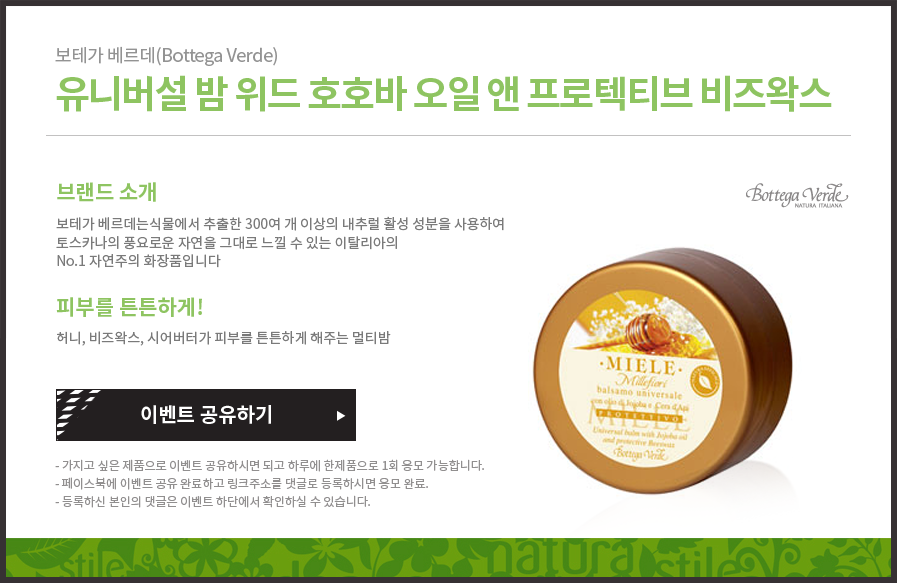 보테가 베르데(Bottega Verde)
유니버설 밤 위드 호호바 오일 앤 프로텍티브 비즈왁스
브랜드 소개
Bottega Verde
NATURA ITALIANA
보테가 베르데는식물에서 추출한 300여 개 이상의 내추럴 활성 성분을 사용하여
토스카나의 풍요로운 자연을 그대로 느낄 수 있는 이탈리아의
No.1 자연주의 화장품입니다
피부를 튼튼하게!
허니, 비즈왁스, 시어버터가 피부를 튼튼하게 해주는 멀티밤
·MIELE·
Millefiori
balsamo universale
con olio di Jojoba e Cera d'Api
PROTETTIVO
MIELE
Universal balm with Jojoba oil
and protective Beeswax
Bottega Verde
이벤트 공유하기
- 가지고 싶은 제품으로 이벤트 공유하시면 되고 하루에 한제품으로 1회 응모 가능합니다.
- 페이스북에 이벤트 공유 완료하고 링크주소를 댓글로 등록하시면 응모 완료.
- 등록하신 본인의 댓글은 이벤트 하단에서 확인하실 수 있습니다.
stile natura stile